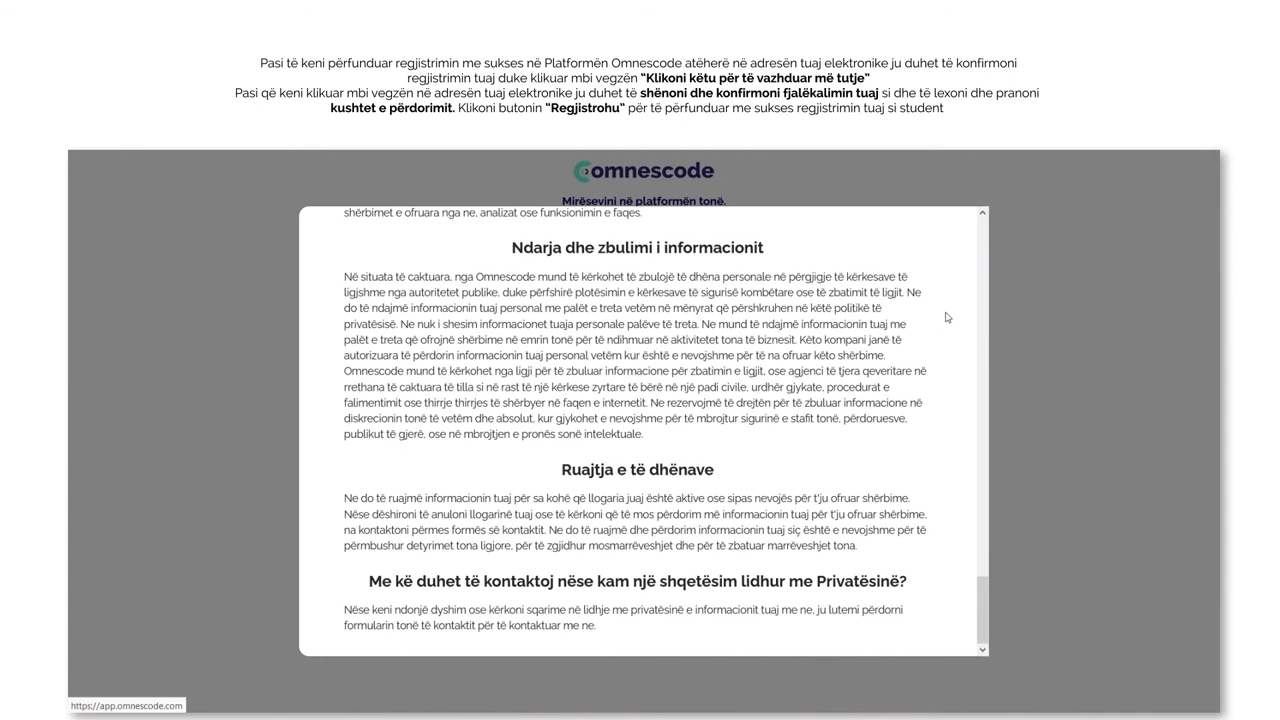 Pasi të keni përfunduar regjistrimin me sukses në Platformën Omnescode atëherë në adresën tuaj elektronike ju duhet të konfirmoni
regjistrimin tuaj duke klikuar mbi vegzën "Klikoni këtu për të vazhduar më tutje"
Pasi që keni klikuar mbi vegzën në adresën tuaj elektronike ju duhet të shënoni dhe konfirmoni fjalëkalimin tuaj si dhe të lexoni dhe pranoni
kushtet e përdorimit. Klikoni butonin "Regjistrohu" për të përfunduar me sukses regjistrimin tuaj si student
omnescode
Mirësevini në platformën tonë.
shërbimet e ofruara nga ne, analizat ose funksionimin e faqes.
Ndarja dhe zbulimi i informacionit
Në situata të caktuara, nga Omnescode mund të kërkohet të zbulojë të dhëna personale në përgjigje të kërkesave të
ligjshme nga autoritetet publike, duke përfshirë plotësimin e kërkesave të sigurisë kombëtare ose të zbatimit të ligjit. Ne
do të ndajmë informacionin tuaj personal me palët e treta vetëm në mënyrat që përshkruhen në këtë politikë të
privatësisë. Ne nuk i shesim informacionet tuaja personale palëve të treta. Ne mund të ndajmë informacionin tuaj me
palët e treta që ofrojnë shërbime në emrin tonë për të ndihmuar në aktivitetet tona të biznesit. Këto kompani janë të
autorizuara të përdorin informacionin tuaj personal vetëm kur është e nevojshme për të na ofruar këto shërbime.
Omnescode mund të kërkohet nga ligji për të zbuluar informacione për zbatimin e ligjit, ose agjenci të tjera qeveritare në
rrethana të caktuara të tilla si në rast të një kërkese zyrtare të bërë në një padi civile, urdhër gjykate, procedurat e
falimentimit ose thirrje thirrjes të shërbyer në faqen e internetit. Ne rezervojmë të drejtën për të zbuluar informacione në
diskrecionin tonë të vetëm dhe absolut, kur gjykohet e nevojshme për të mbrojtur sigurinë e stafit tonë, përdoruesve,
publikut të gjerë, ose në mbrojtjen e pronës sonë intelektuale.
Ruajtja e të dhënave
Ne do të ruajmë informacionin tuaj për sa kohë që llogaria juaj është aktive ose sipas nevojës për t'ju ofruar shërbime.
Nëse dëshironi të anuloni llogarinë tuaj ose të kërkoni që të mos përdorim më informacionin tuaj për t'ju ofruar shërbime,
na kontaktoni përmes formës së kontaktit. Ne do të ruajmë dhe përdorim informacionin tuaj siç është e nevojshme për të
përmbushur detyrimet tona ligjore, për të zgjidhur mosmarrëveshjet dhe për të zbatuar marrëveshjet tona.
Me kë duhet të kontaktoj nëse kam një shqetësim lidhur me Privatësinë?
Nëse keni ndonjë dyshim ose kërkoni sqarime në lidhje me privatësinë e informacionit tuaj me ne, ju lutemi përdorni
formularin tonë të kontaktit për të kontaktuar me ne.
https://app.omnescode.com